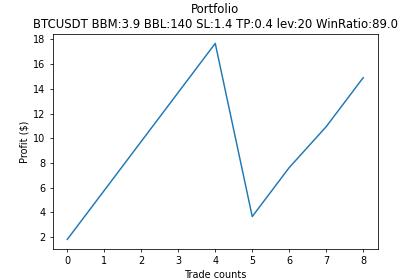 Portfolio
BTCUSDT BBM:3.9 BBL:140 SL:1.4 TP:0.4 lev:20 WinRatio:89.0
18
16
14
12
10
8
6
4
2
Profit ($)
0 1 2 3 4 5 6 7 8
Trade counts